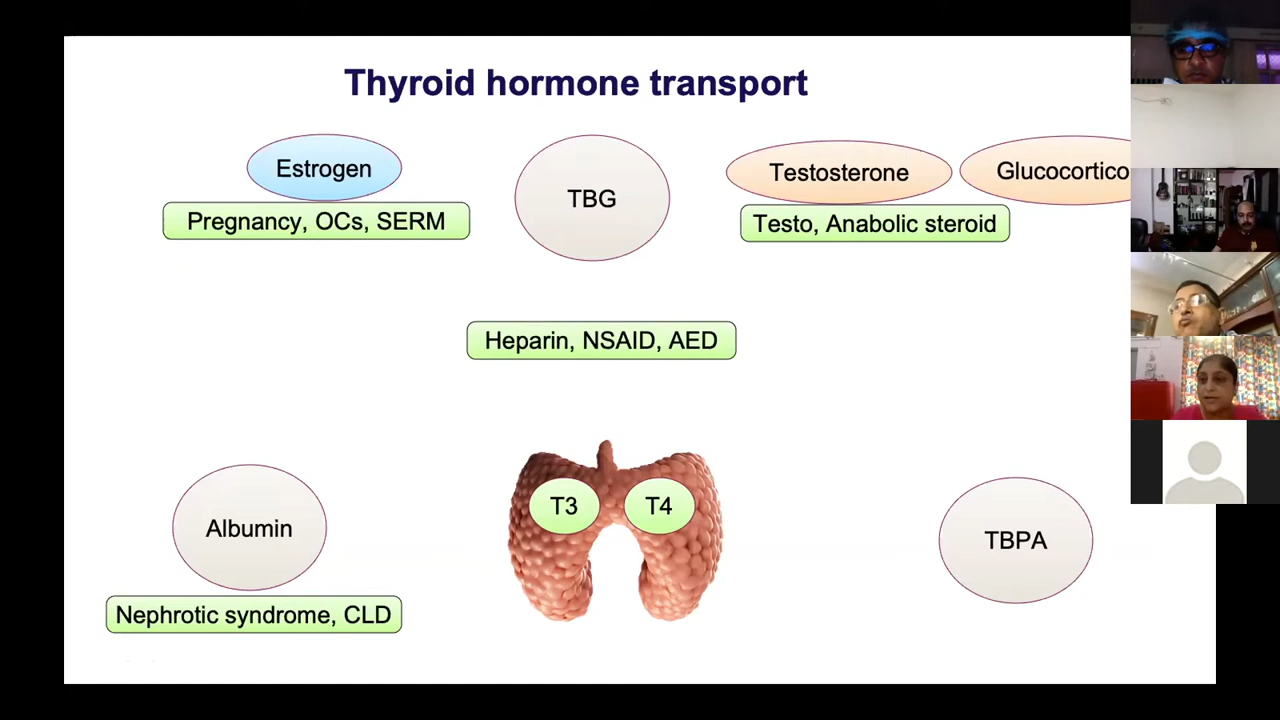 Thyroid hormone transport
Estrogen
Pregnancy, OCs, SERM
TBG
Testosterone
Testo, Anabolic steroid
Glucocortico
Heparin, NSAID, AED
T3
T4
Albumin
Nephrotic syndrome, CLD
TBPA